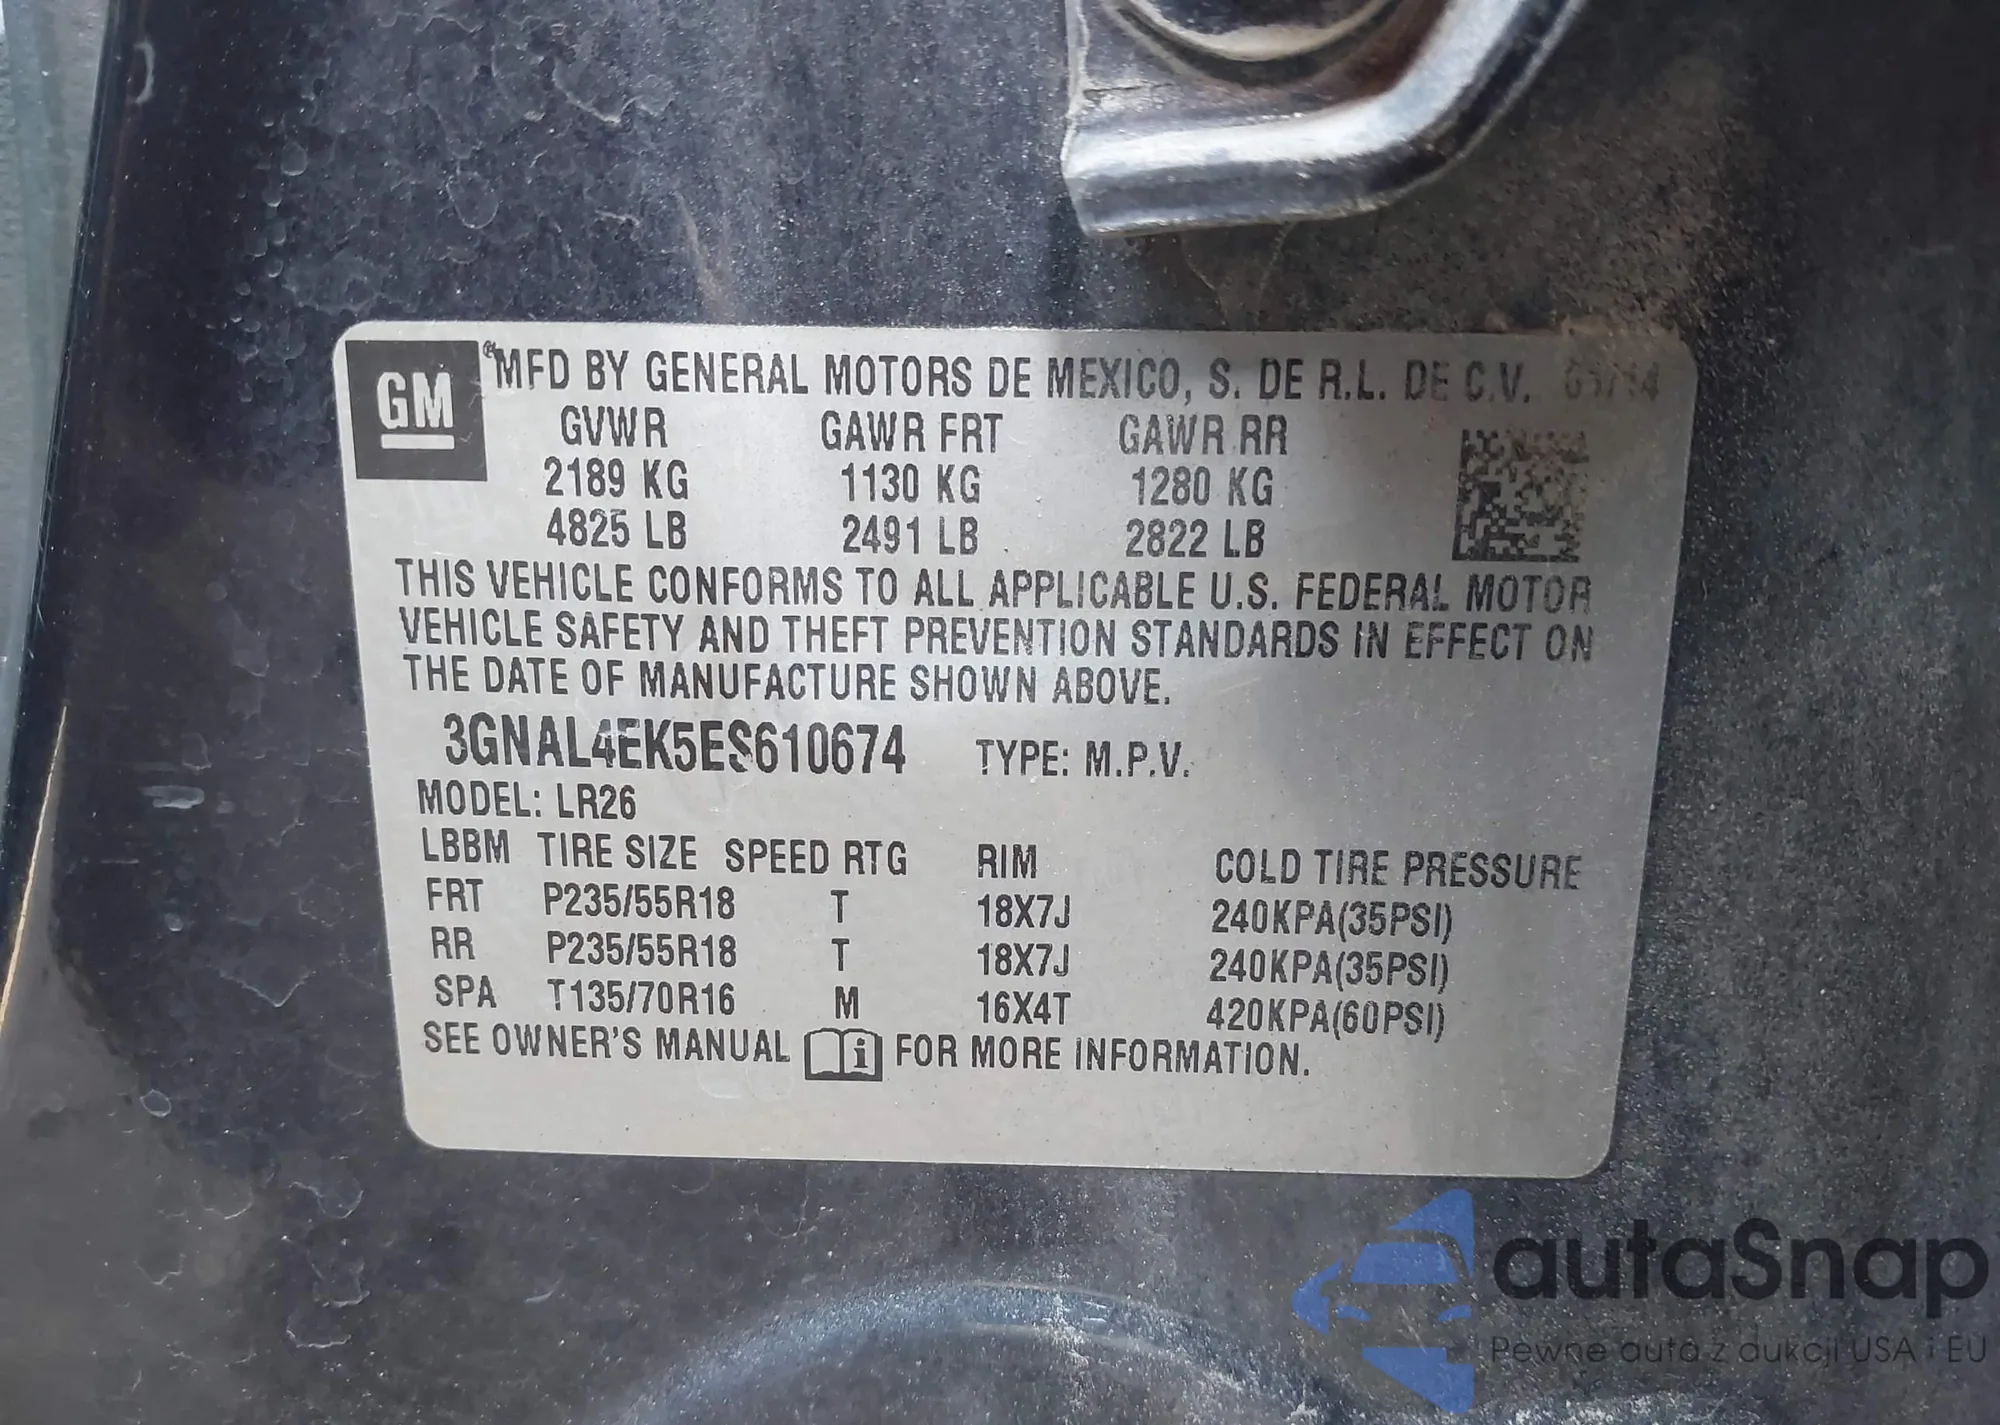 GM
MFD BY GENERAL MOTORS DE MEXICO, S. DE R.L. DE C.V.
GVWR GAWR FRT GAWR RR
2189 KG 1130 KG 1280 KG
4825 LB 2491 LB 2822 LB
THIS VEHICLE CONFORMS TO ALL APPLICABLE U.S. FEDERAL MOTOR
VEHICLE SAFETY AND THEFT PREVENTION STANDARDS IN EFFECT ON
THE DATE OF MANUFACTURE SHOWN ABOVE.
3GNAL4EK5ES610674 TYPE: M.P.V.
MODEL: LR26
LBBM TIRE SIZE SPEED RTG RIM COLD TIRE PRESSURE
FRT P235/55R18 T 18X7J 240KPA(35PSI)
RR P235/55R18 T 18X7J 240KPA(35PSI)
SPA T135/70R16 M 16X4T 420KPA(60PSI)
SEE OWNER'S MANUAL i FOR MORE INFORMATION.
autaSnap
Pewne auta z aukcji USA i EU